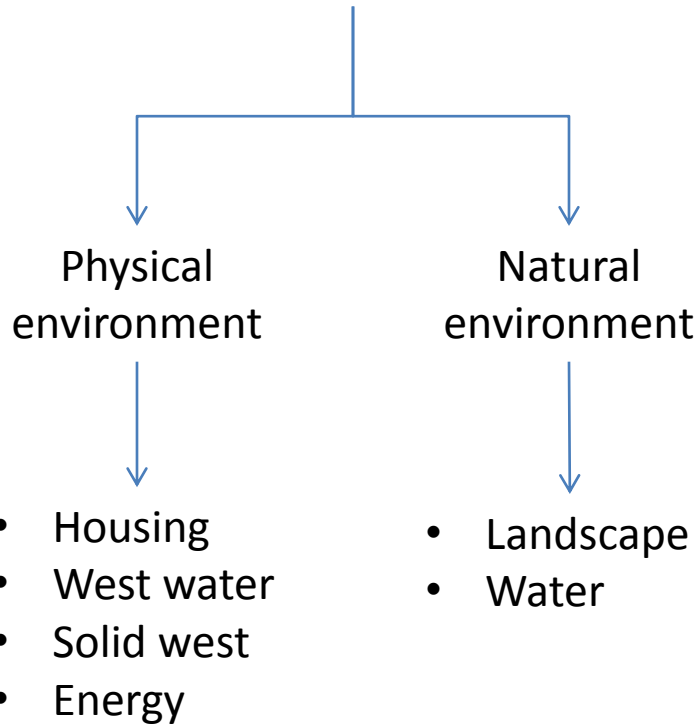 Physical
environment
Natural
environment
• Housing
• West water
• Solid west
• Energy
• Landscape
• Water